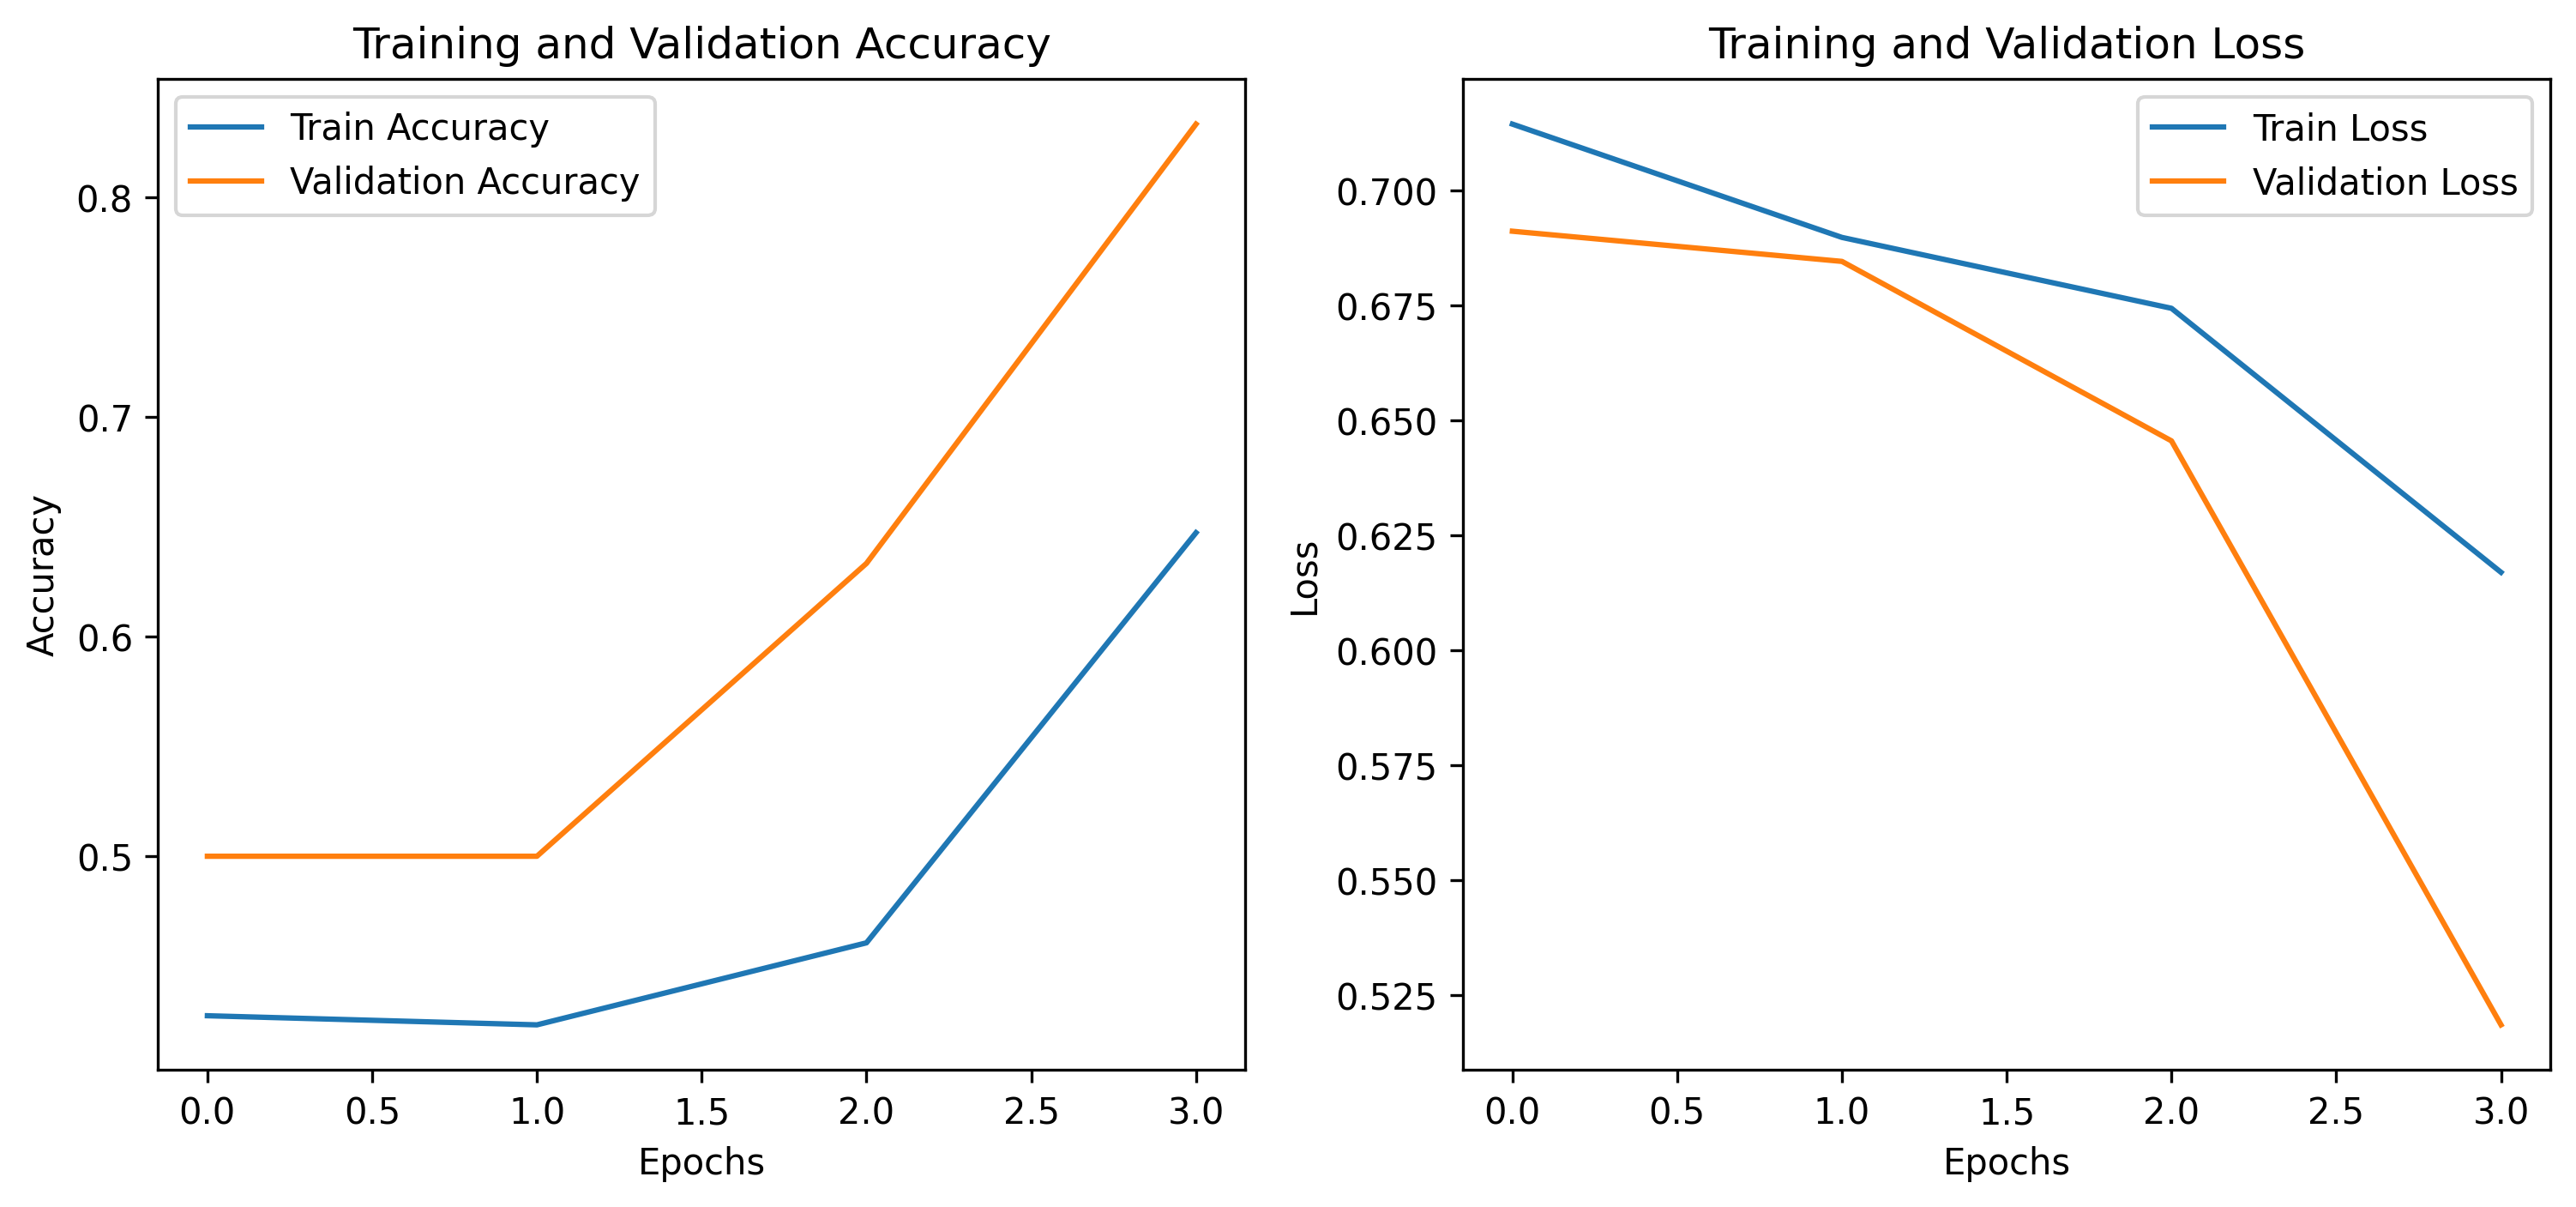 Training and Validation Accuracy
Train Accuracy
Validation Accuracy
Accuracy
0.8
0.7
0.6
0.5
0.0 0.5 1.0 1.5 2.0 2.5 3.0
Epochs
Training and Validation Loss
Train Loss
Validation Loss
Loss
0.700
0.675
0.650
0.625
0.600
0.575
0.550
0.525
0.0 0.5 1.0 1.5 2.0 2.5 3.0
Epochs